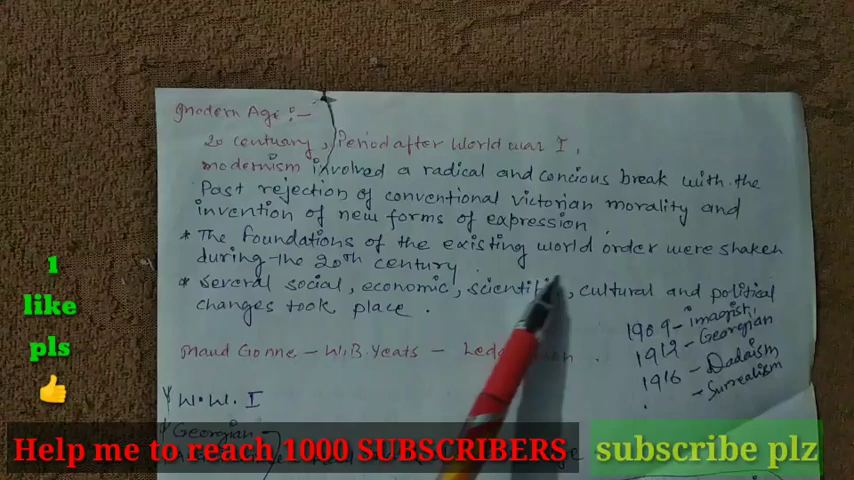 Modern Age :-
20 centuary, Period after World war I,
modernism involved a radical and concious break with the
Past rejection of conventional victorian morality and
invention of new forms of expression
* The foundations of the existing world order were shaken
during the 20th century.
* Several social, economic, scientific, cultural and political
changes took place.
1909 - imagist,
1912 - Georgian
1916 - Dadaism
- Surrealism
maud Gonne - W.B. Yeats - Leda
W.W.I
Georgian
1
like
pls
👍
Help me to reach 1000 SUBSCRIBERS
subscribe plz